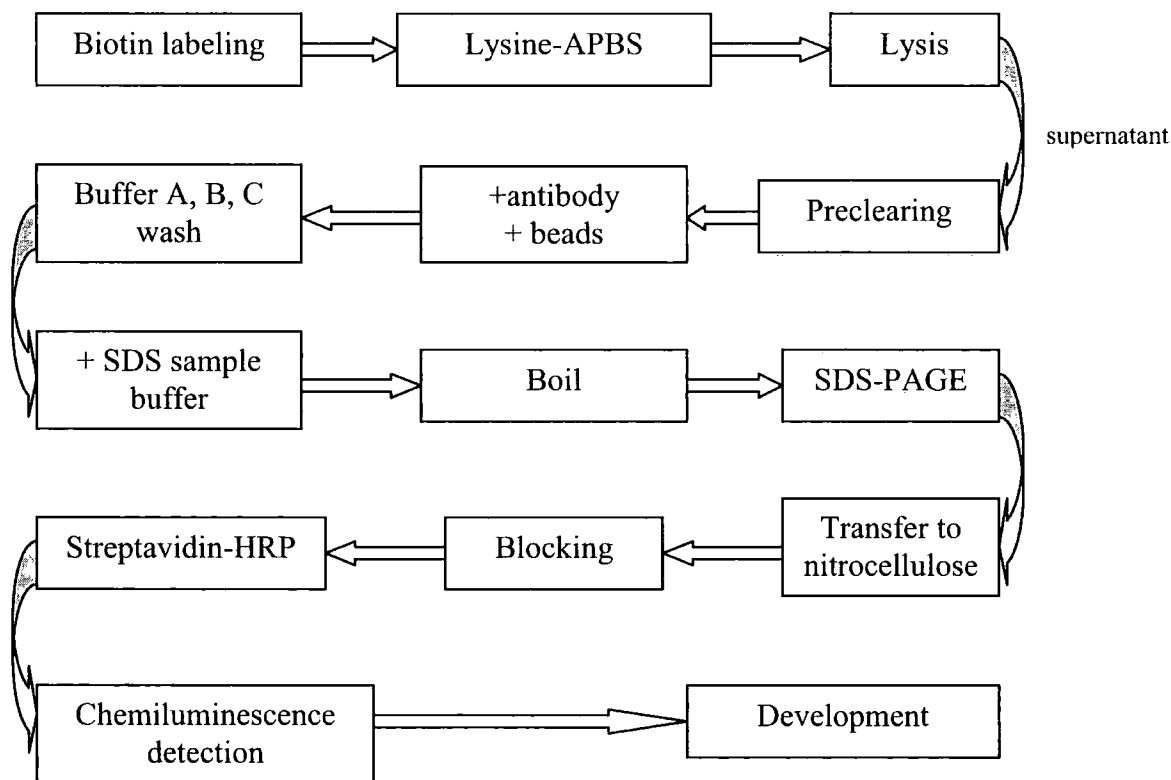 Biotin labeling
Lysine-APBS
Lysis
supernatant
Preclearing
+antibody
+ beads
Buffer A, B, C
wash
+ SDS sample
buffer
Boil
SDS-PAGE
Transfer to
nitrocellulose
Blocking
Streptavidin-HRP
Chemiluminescence
detection
Development